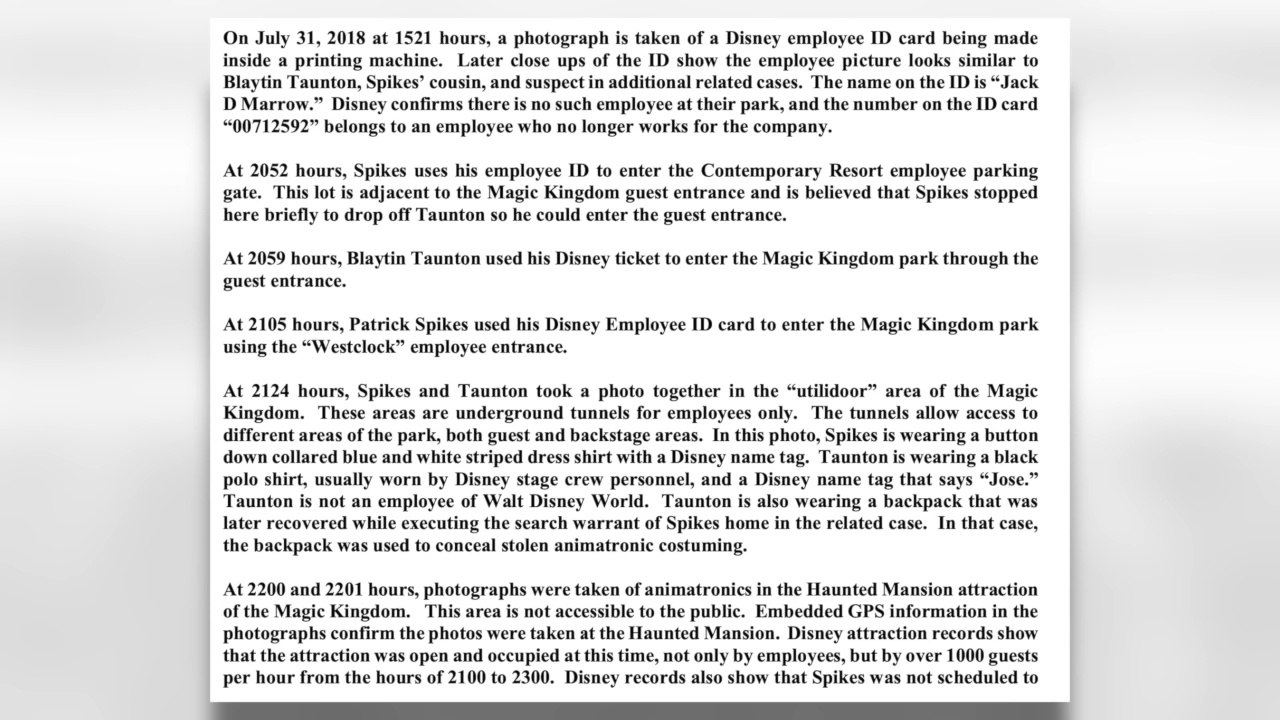 On July 31, 2018 at 1521 hours, a photograph is taken of a Disney employee ID card being made
inside a printing machine. Later close ups of the ID show the employee picture looks similar to
Blaytin Taunton, Spikes’ cousin, and suspect in additional related cases. The name on the ID is “Jack
D Marrow.” Disney confirms there is no such employee at their park, and the number on the ID card
“00712592” belongs to an employee who no longer works for the company.
At 2052 hours, Spikes uses his employee ID to enter the Contemporary Resort employee parking
gate. This lot is adjacent to the Magic Kingdom guest entrance and is believed that Spikes stopped
here briefly to drop off Taunton so he could enter the guest entrance.
At 2059 hours, Blaytin Taunton used his Disney ticket to enter the Magic Kingdom park through the
guest entrance.
At 2105 hours, Patrick Spikes used his Disney Employee ID card to enter the Magic Kingdom park
using the “Westclock” employee entrance.
At 2124 hours, Spikes and Taunton took a photo together in the “utilidoor” area of the Magic
Kingdom. These areas are underground tunnels for employees only. The tunnels allow access to
different areas of the park, both guest and backstage areas. In this photo, Spikes is wearing a button
down collared blue and white striped dress shirt with a Disney name tag. Taunton is wearing a black
polo shirt, usually worn by Disney stage crew personnel, and a Disney name tag that says “Jose.”
Taunton is not an employee of Walt Disney World. Taunton is also wearing a backpack that was
later recovered while executing the search warrant of Spikes home in the related case. In that case,
the backpack was used to conceal stolen animatronic costuming.
At 2200 and 2201 hours, photographs were taken of animatronics in the Haunted Mansion attraction
of the Magic Kingdom. This area is not accessible to the public. Embedded GPS information in the
photographs confirm the photos were taken at the Haunted Mansion. Disney attraction records show
that the attraction was open and occupied at this time, not only by employees, but by over 1000 guests
per hour from the hours of 2100 to 2300. Disney records also show that Spikes was not scheduled to